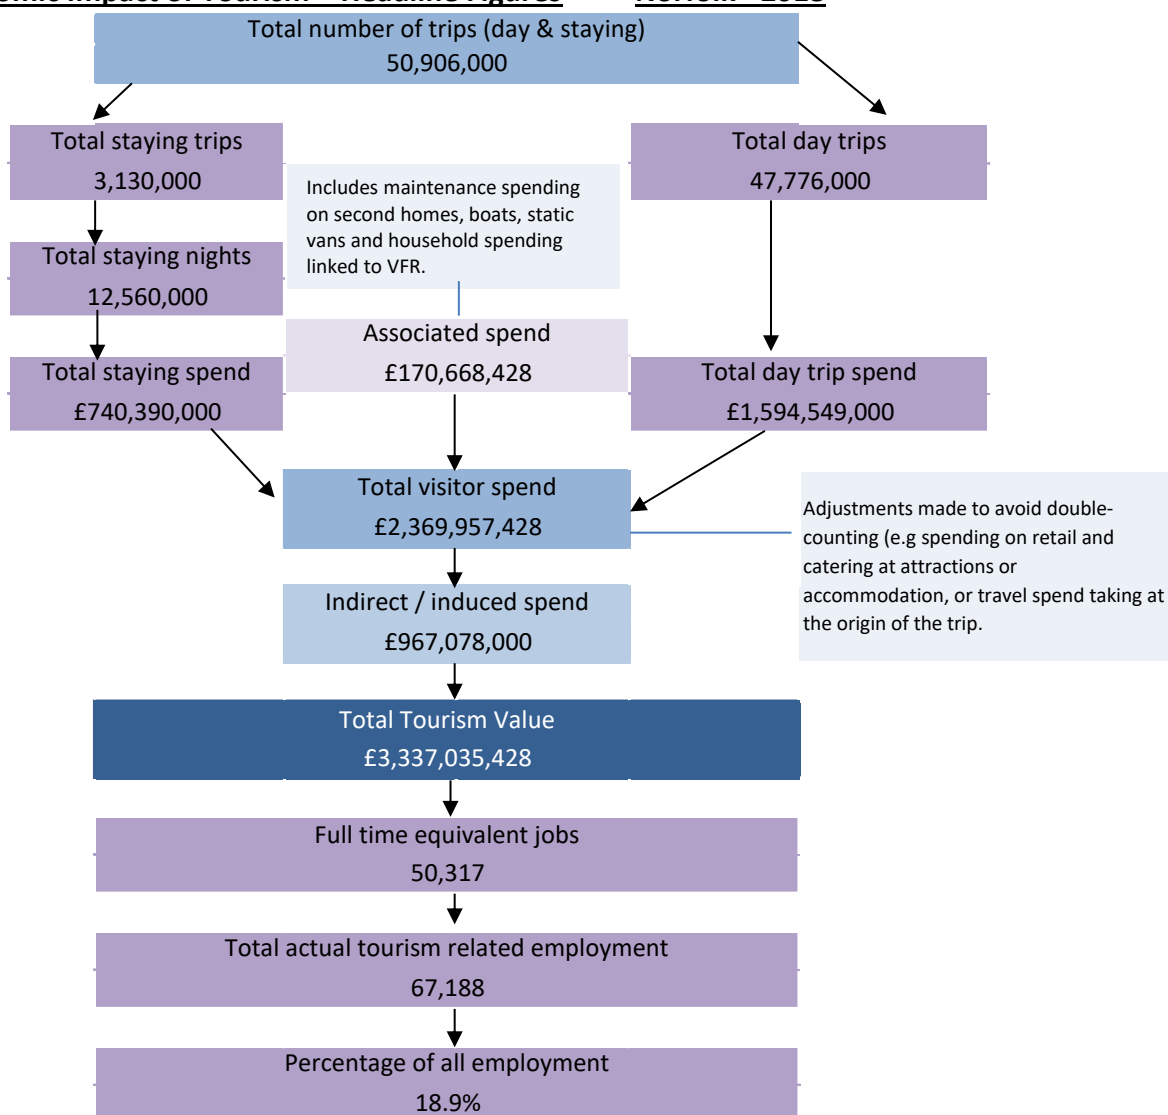 Impact of Tourism – Headline Figures
Total number of trips (day & staying)
50,906,000
Total staying trips
3,130,000
Total day trips
47,776,000
Includes maintenance spending
on second homes, boats, static
vans and household spending
linked to VFR.
Total staying nights
12,560,000
Associated spend
£170,668,428
Total staying spend
£740,390,000
Total day trip spend
£1,594,549,000
Total visitor spend
£2,369,957,428
Adjustments made to avoid double-
counting (e.g spending on retail and
catering at attractions or
accommodation, or travel spend taking at
the origin of the trip.
Indirect / induced spend
£967,078,000
Total Tourism Value
£3,337,035,428
Full time equivalent jobs
50,317
Total actual tourism related employment
67,188
Percentage of all employment
18.9%